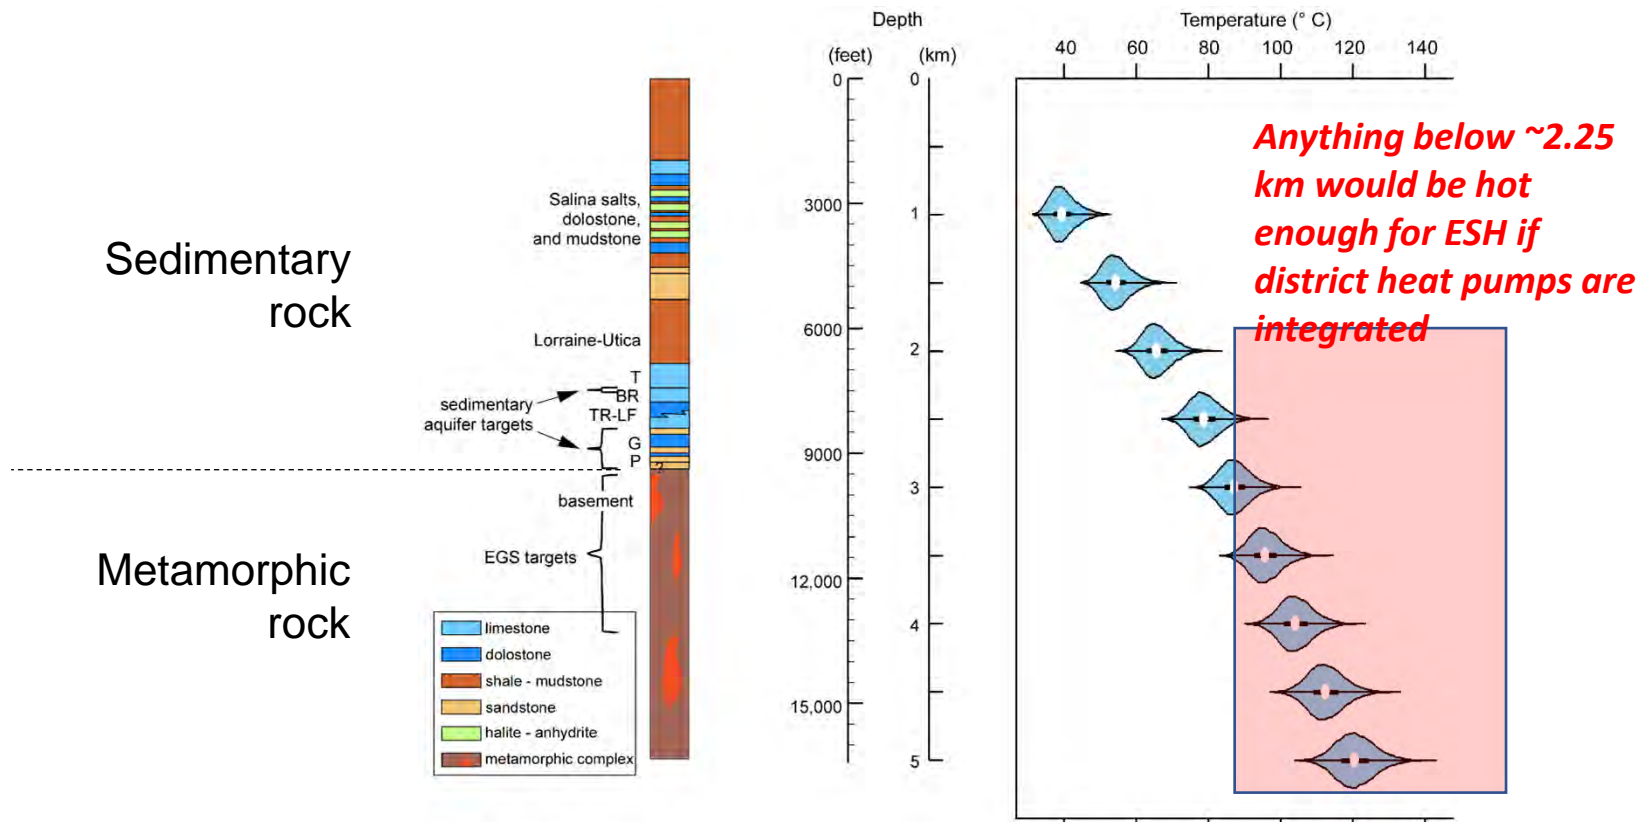 Depth
(feet)
(km)
Temperature (° C)
40
60
80
100
120
140
0
3000
6000
9000
12,000
15,000
0
1
2
3
4
5
Anything below ~2.25
km would be hot
enough for ESH if
district heat pumps are
integrated
Sedimentary
rock
Metamorphic
rock
Salina salts,
dolostone,
and mudstone
Lorraine-Utica
T
BR
TR-LF
G
P
sedimentary
aquifer targets
?
basement
EGS targets
limestone
dolostone
shale - mudstone
sandstone
halite - anhydrite
metamorphic complex